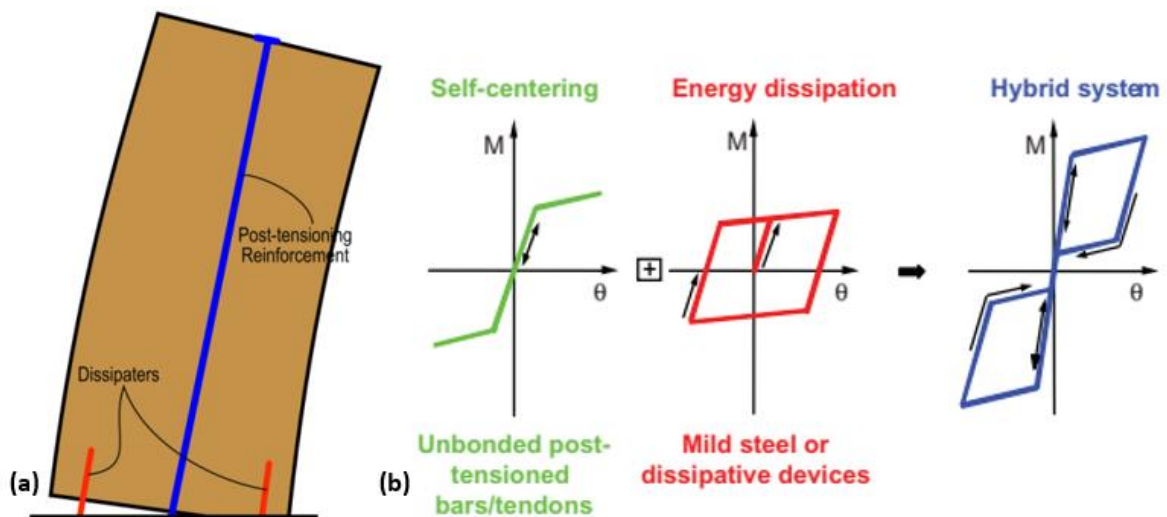 Post-tensioning
Reinforcement
Dissipaters
(a)
Self-centering
Energy dissipation
Hybrid system
M
θ
+
M
θ
M
θ
Unbonded post-
tensioned
bars/tendons
Mild steel or
dissipative devices
(b)